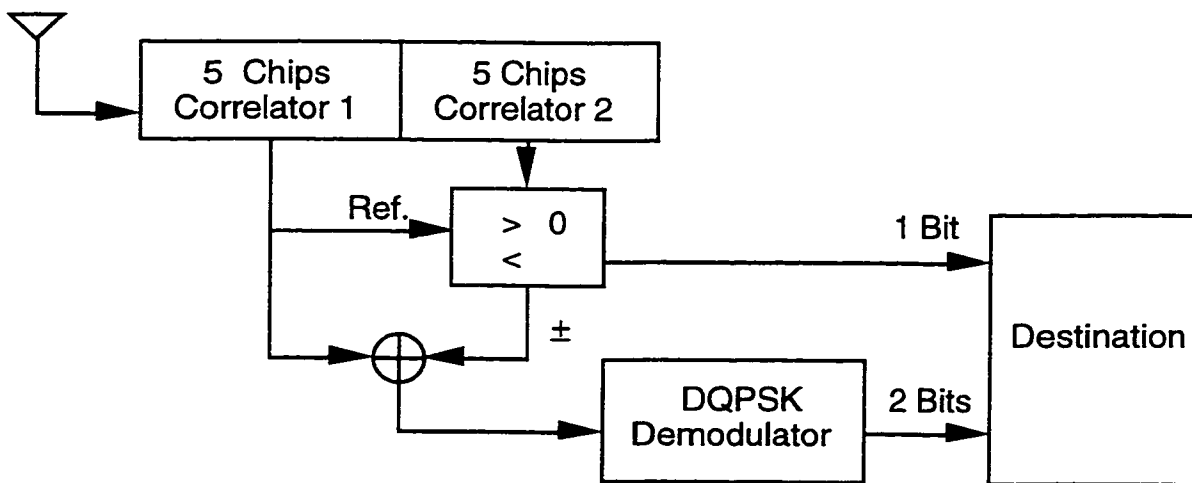 5 Chips
Correlator 1
5 Chips
Correlator 2
Ref.
> 0
<
1 Bit
±
Destination
DQPSK
Demodulator
2 Bits